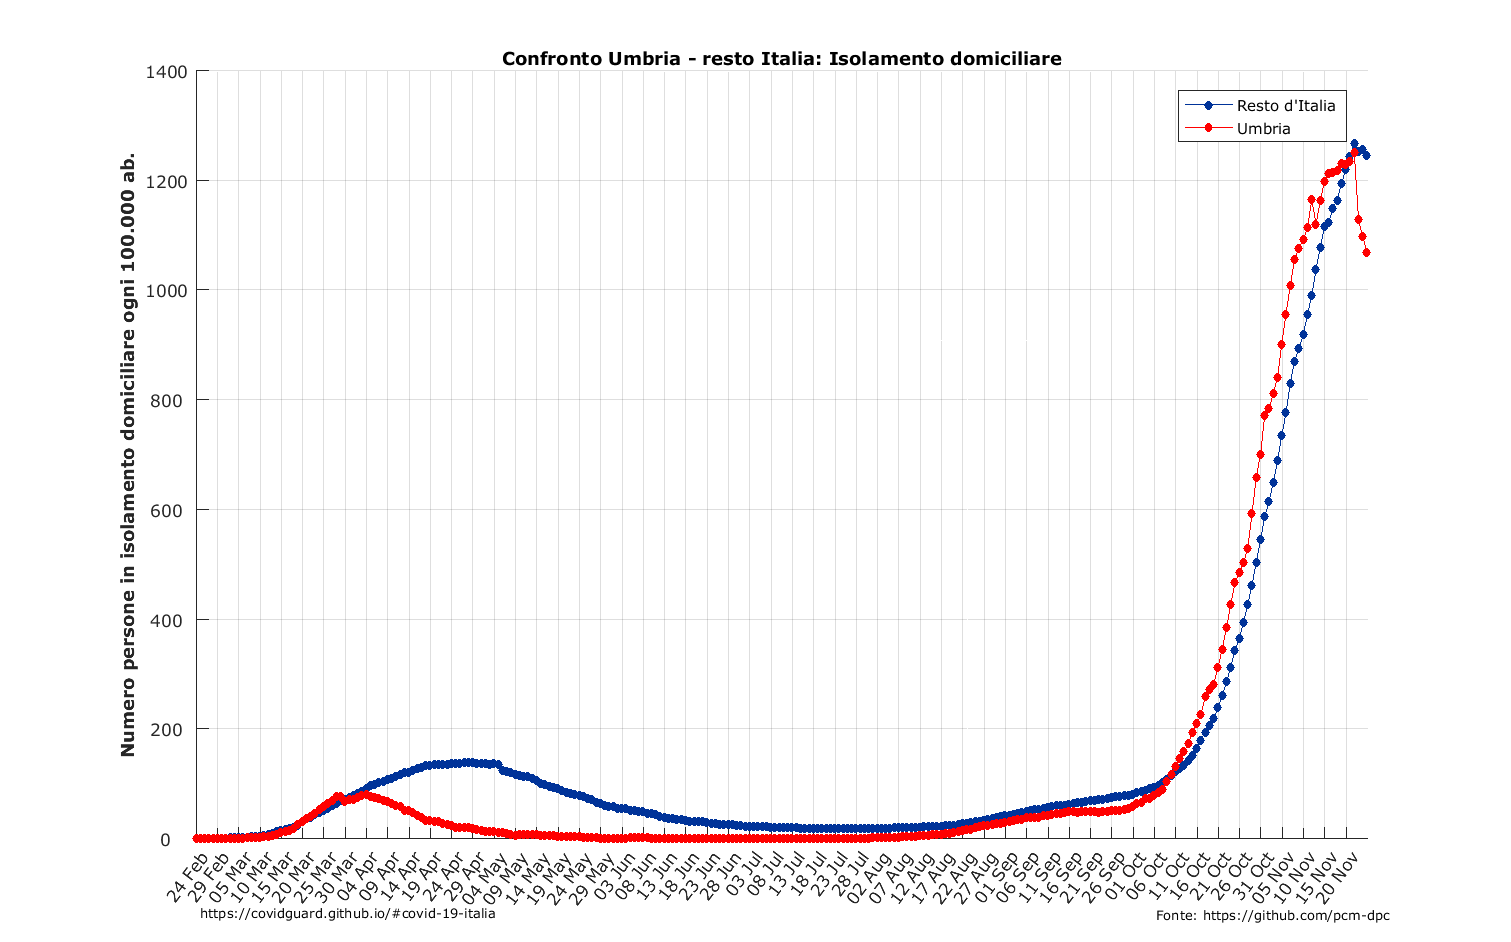 Confronto Umbria - resto Italia: Isolamento domiciliare
Numero persone in isolamento domiciliare ogni 100.000 ab.
1400
1200
1000
800
600
400
200
0
Resto d'Italia
Umbria
24 Feb
29 Feb
05 Mar
10 Mar
15 Mar
20 Mar
25 Mar
30 Mar
04 Apr
09 Apr
14 Apr
19 Apr
24 Apr
29 Apr
04 May
09 May
14 May
19 May
24 May
29 May
03 Jun
08 Jun
13 Jun
18 Jun
23 Jun
28 Jun
03 Jul
08 Jul
13 Jul
18 Jul
23 Jul
28 Jul
02 Aug
07 Aug
12 Aug
17 Aug
22 Aug
27 Aug
01 Sep
06 Sep
11 Sep
16 Sep
21 Sep
26 Sep
01 Oct
06 Oct
11 Oct
16 Oct
21 Oct
26 Oct
31 Oct
05 Nov
10 Nov
15 Nov
20 Nov
https://covidguard.github.io/#covid-19-italia
Fonte: https://github.com/pcm-dpc